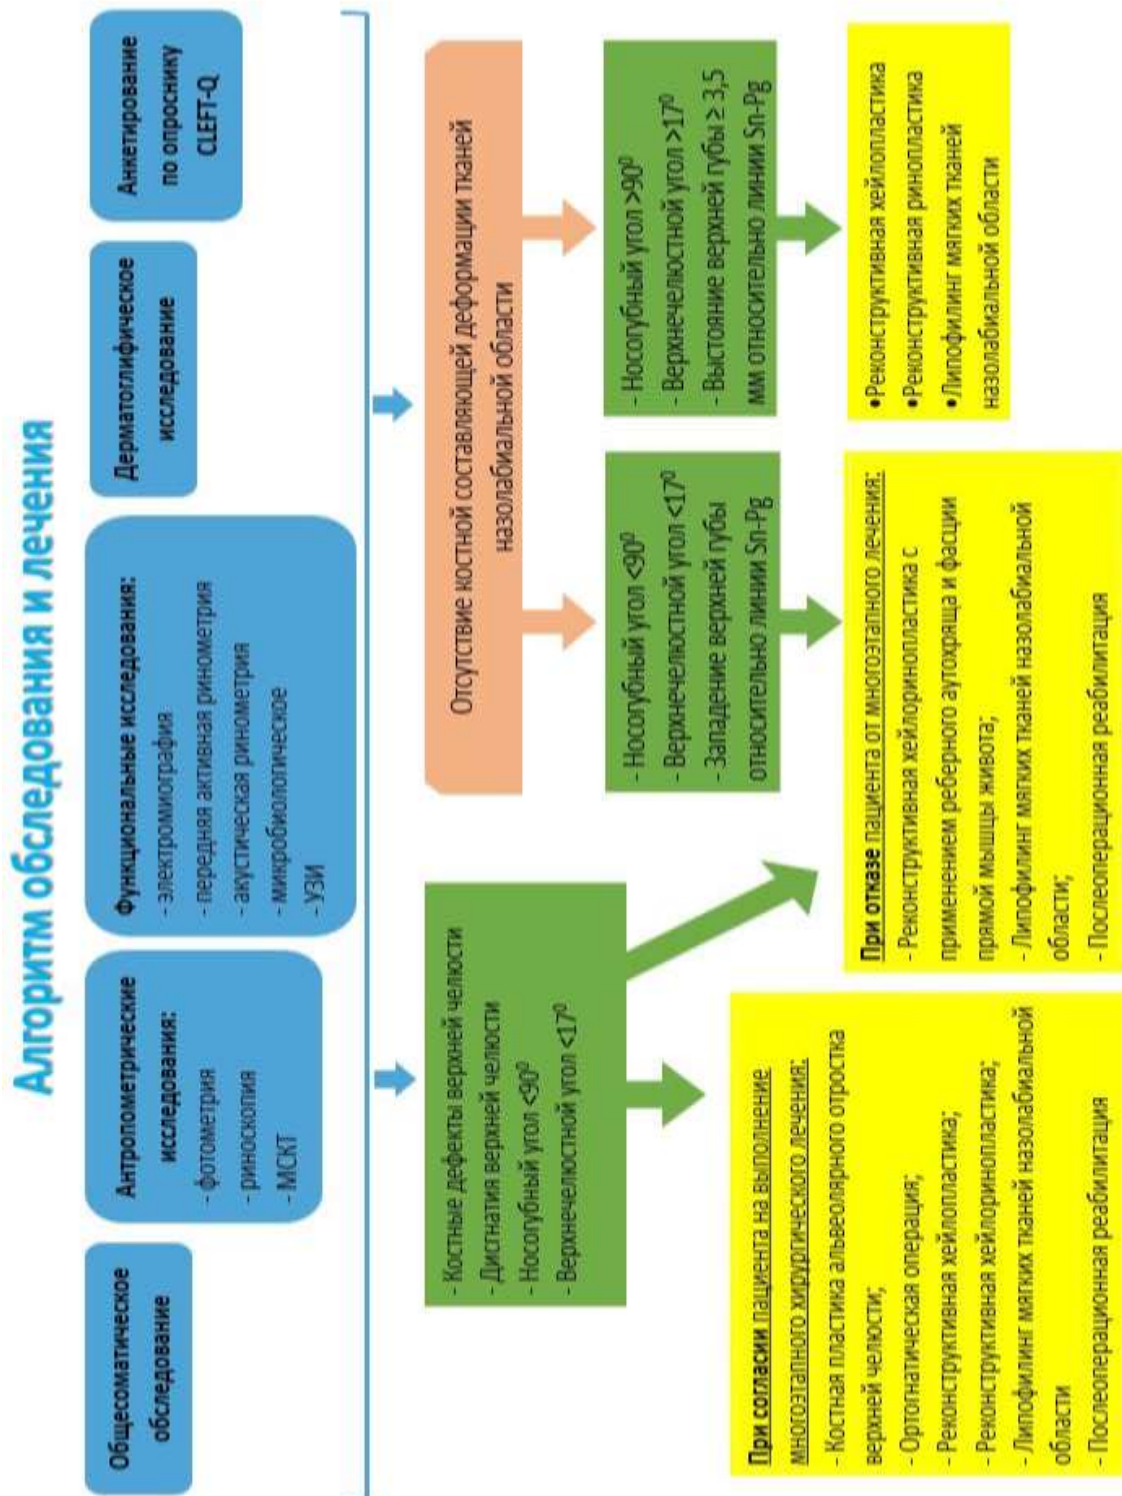 Алгоритм обследования и лечения
Общесоматическое
обследование
Антропометрические
исследования:
- фотометрия
- риноскопия
- МСКТ
Функциональные исследования:
- электромиография
- передняя активная ринометрия
- акустическая ринометрия
- микробиологическое
- УЗИ
Дерматоглифическое
исследование
Анкетирование
по опроснику
CLEFT-Q
- Костные дефекты верхней челюсти
- Дисгнатия верхней челюсти
- Носогубный угол <90⁰
- Верхнечелюстной угол <17⁰
Отсутствие костной составляющей деформации тканей
назолабиальной области
- Носогубный угол <90⁰
- Верхнечелюстной угол <17⁰
- Западение верхней губы
относительно линии Sn-Pg
- Носогубный угол >90⁰
- Верхнечелюстной угол >17⁰
- Выстояние верхней губы ≥ 3,5
мм относительно линии Sn-Pg
При согласии пациента на выполнение
многоэтапного хирургического лечения:
- Костная пластика альвеолярного отростка
верхней челюсти;
- Ортогнатическая операция;
- Реконструктивная хейлопластика;
- Реконструктивная хейлоринопластика;
- Липофилинг мягких тканей назолабиальной
области
- Послеоперационная реабилитация
При отказе пациента от многоэтапного лечения:
- Реконструктивная хейлоринопластика с
применением реберного аутохряща и фасции
прямой мышцы живота;
- Липофилинг мягких тканей назолабиальной
области;
- Послеоперационная реабилитация
•Реконструктивная хейлопластика
•Реконструктивная ринопластика
•Липофилинг мягких тканей
назолабиальной области